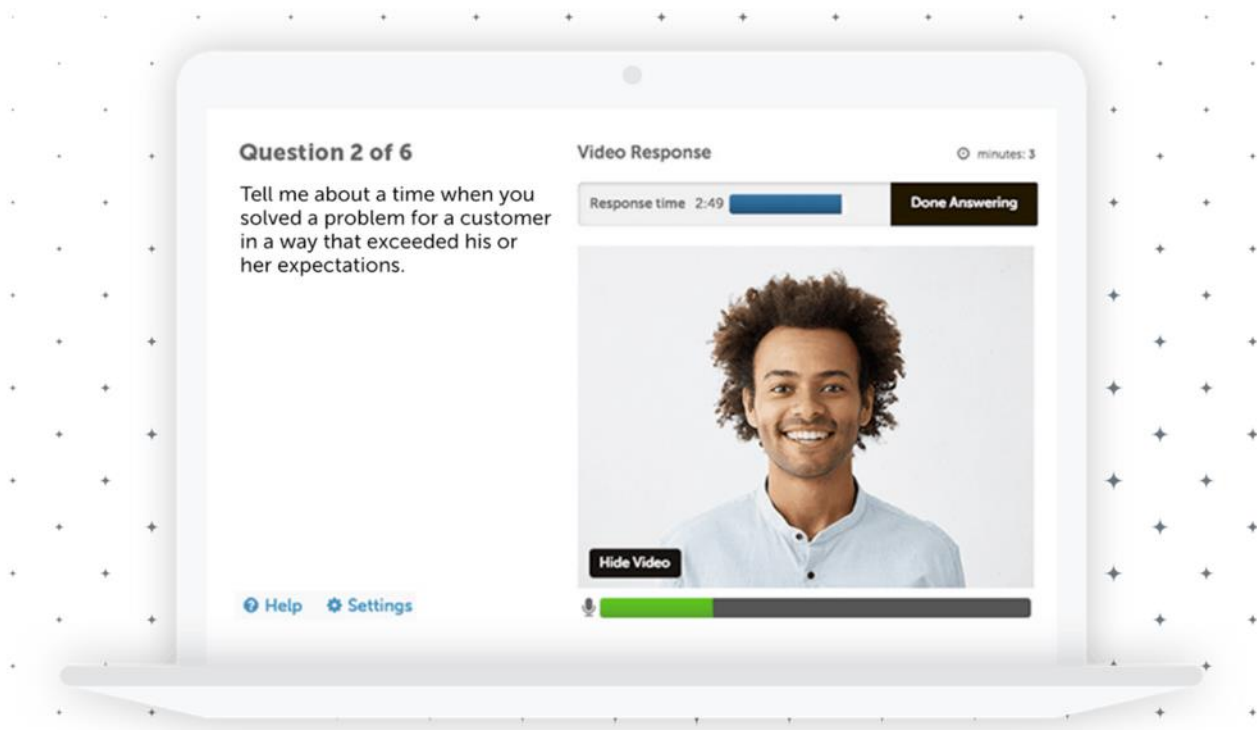 Question 2 of 6
Tell me about a time when you
solved a problem for a customer
in a way that exceeded his or
her expectations.
Help Settings
Video Response
minutes: 3
Response time 2:49
Done Answering
Hide Video